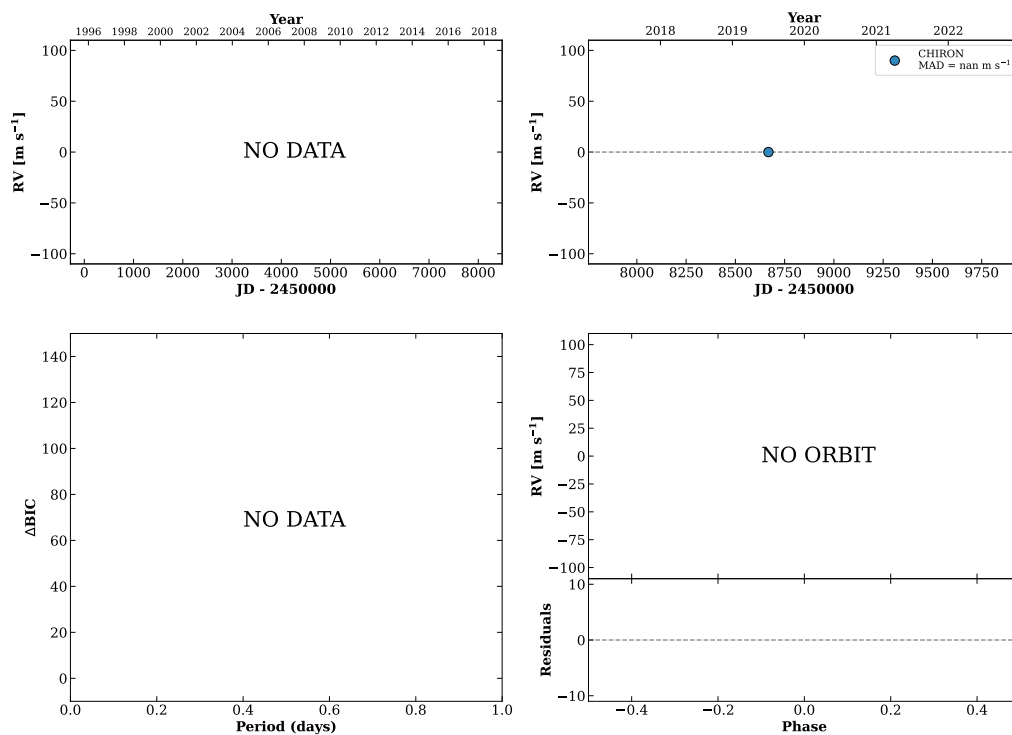 Year
1996 1998 2000 2002 2004 2006 2008 2010 2012 2014 2016 2018
100
50
0
−50
−100
RV [m s⁻¹]
NO DATA
0 1000 2000 3000 4000 5000 6000 7000 8000
JD - 2450000
Year
2018 2019 2020 2021 2022
CHIRON
MAD = nan m s⁻¹
100
50
0
−50
−100
RV [m s⁻¹]
8000 8250 8500 8750 9000 9250 9500 9750
JD - 2450000
140
120
100
80
60
40
20
0
ΔBIC
NO DATA
0.0 0.2 0.4 0.6 0.8 1.0
Period (days)
100
75
50
25
0
−25
−50
−75
−100
RV [m s⁻¹]
NO ORBIT
10
0
−10
Residuals
−0.4 −0.2 0.0 0.2 0.4
Phase